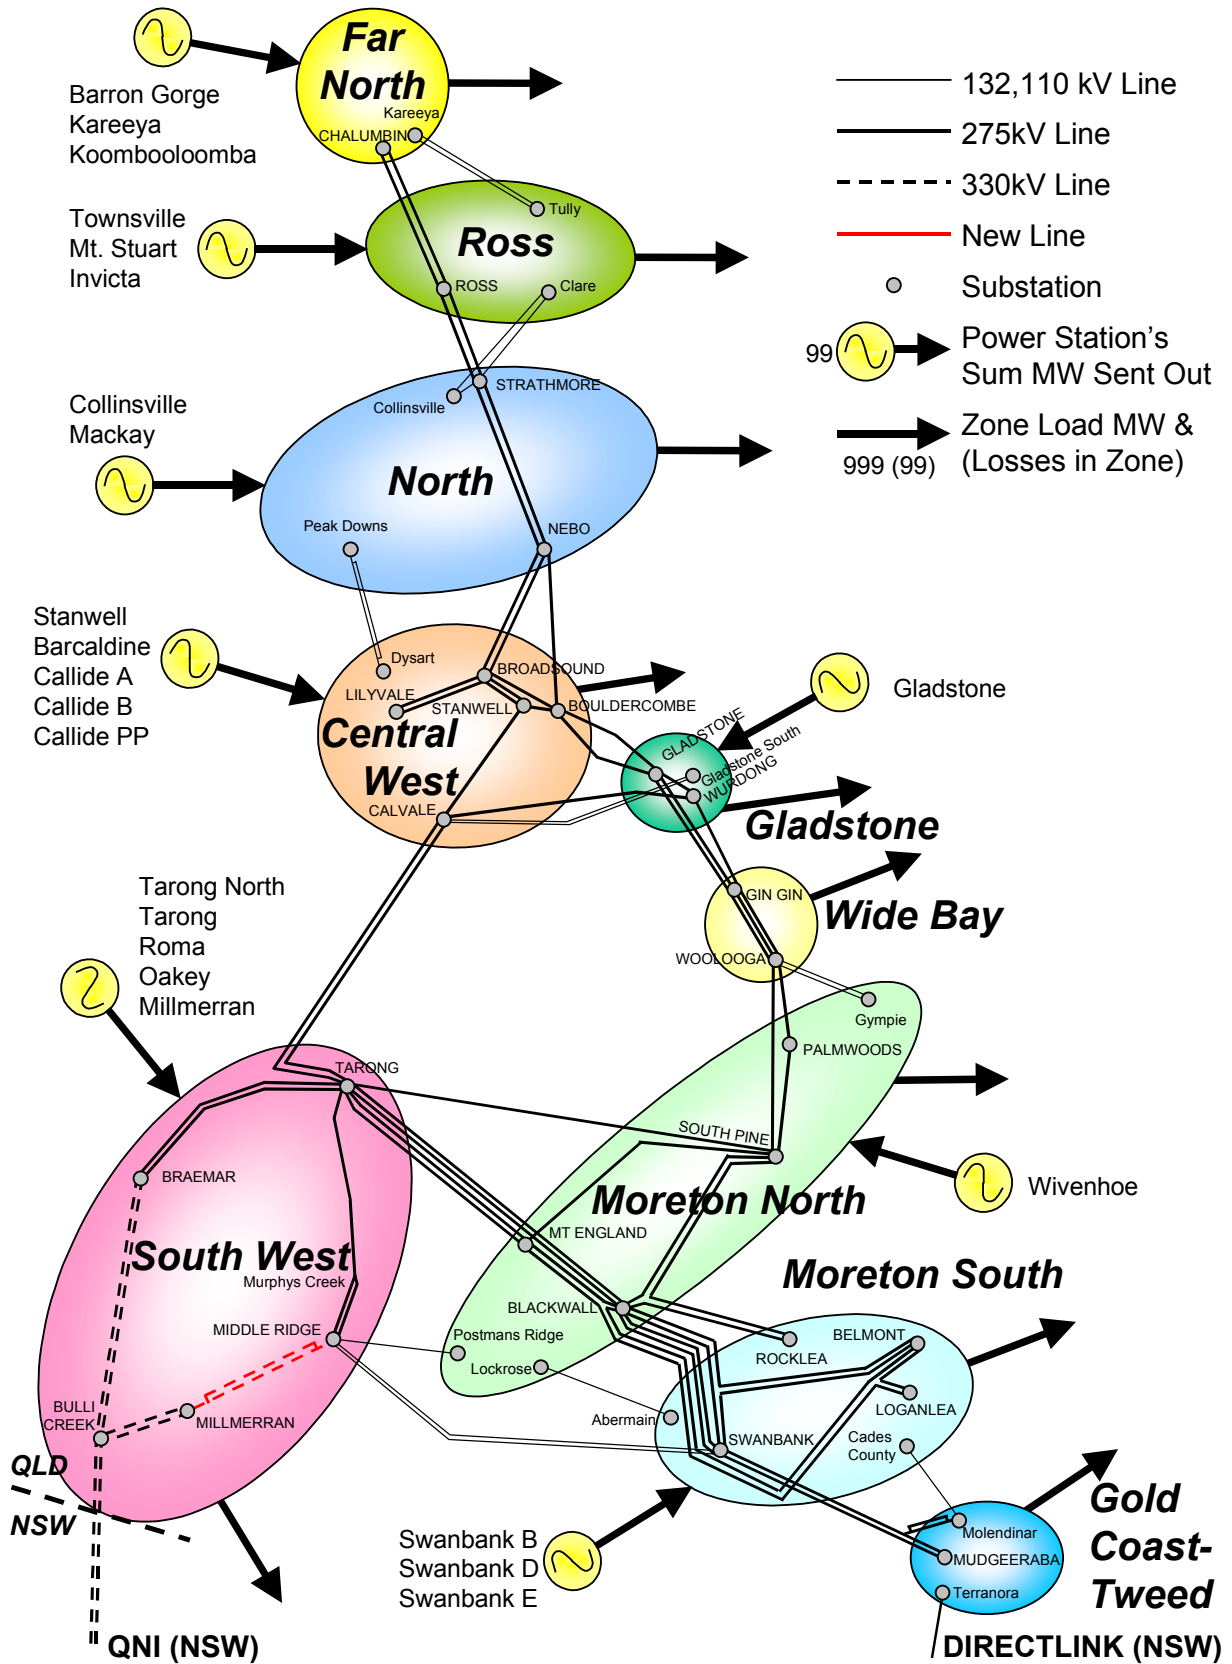 Far
North
Kareeya
CHALUMBIN
Barron Gorge
Kareeya
Koombooloomba
132,110 kV Line
275kV Line
330kV Line
New Line
Substation
99
Power Station's
Sum MW Sent Out
Zone Load MW &
999 (99)
(Losses in Zone)
Townsville
Mt. Stuart
Invicta
Tully
Ross
ROSS
Clare
Collinsville
Mackay
STRATHMORE
Collinsville
North
Peak Downs
NEBO
Stanwell
Barcaldine
Callide A
Callide B
Callide PP
Dysart
BROADSOUND
LILYVALE
STANWELL
BOULDERCOMBE
Central
West
CALVALE
Gladstone
GLADSTONE
Gladstone South
WURDONG
Gladstone
GIN GIN
Wide Bay
WOOLOOGA
Tarong North
Tarong
Roma
Oakey
Millmerran
Gympie
PALMWOODS
TARONG
SOUTH PINE
BRAEMAR
Moreton North
Wivenhoe
MT ENGLAND
South West
Murphys Creek
Moreton South
BLACKWALL
MIDDLE RIDGE
Postmans Ridge
Lockrose
ROCKLEA
BELMONT
LOGANLEA
BULLI
CREEK
MILLMERRAN
Abermain
SWANBANK
Cades
County
QLD
NSW
Gold
Coast-
Tweed
Swanbank B
Swanbank D
Swanbank E
Molendinar
MUDGEERABA
Terranora
QNI (NSW)
DIRECTLINK (NSW)